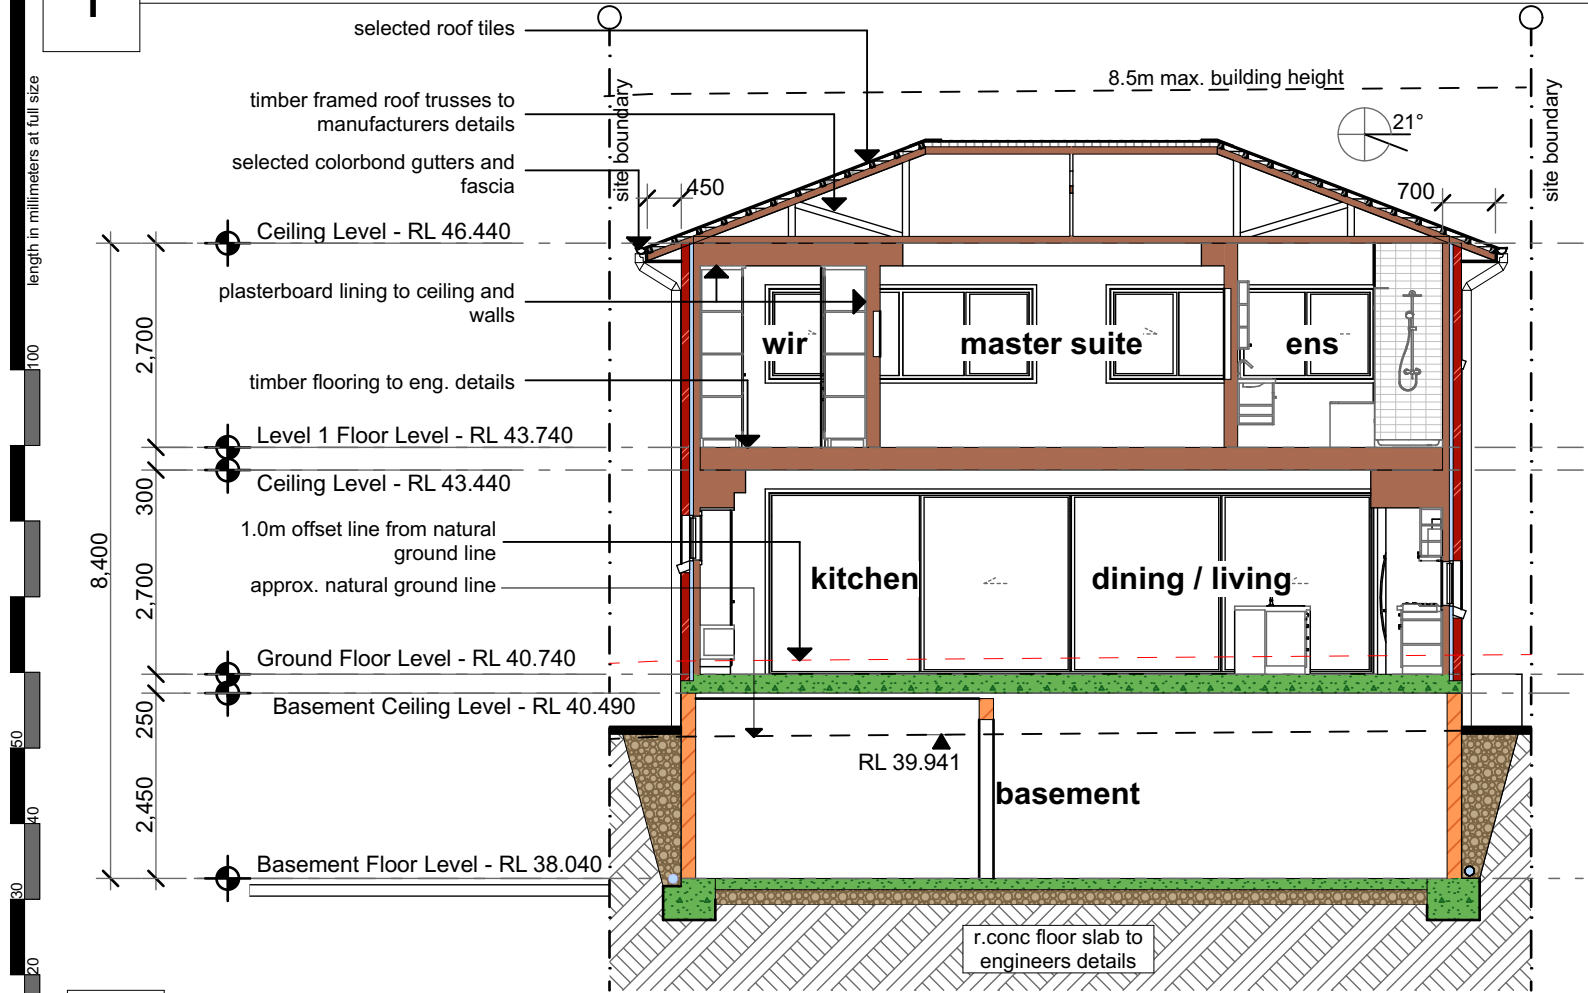 selected roof tiles
8.5m max. building height
timber framed roof trusses to
manufacturers details
21°
selected colorbond gutters and
fascia
site boundary
site boundary
450
700
length in millimeters at full size
Ceiling Level - RL 46.440
plasterboard lining to ceiling and
walls
2,700
wir
master suite
ens
100
timber flooring to eng. details
Level 1 Floor Level - RL 43.740
Ceiling Level - RL 43.440
300
1.0m offset line from natural
ground line
8,400
2,700
approx. natural ground line
kitchen
dining / living
Ground Floor Level - RL 40.740
Basement Ceiling Level - RL 40.490
250
50
RL 39.941
basement
2,450
40
Basement Floor Level - RL 38.040
30
r.conc floor slab to
engineers details
20